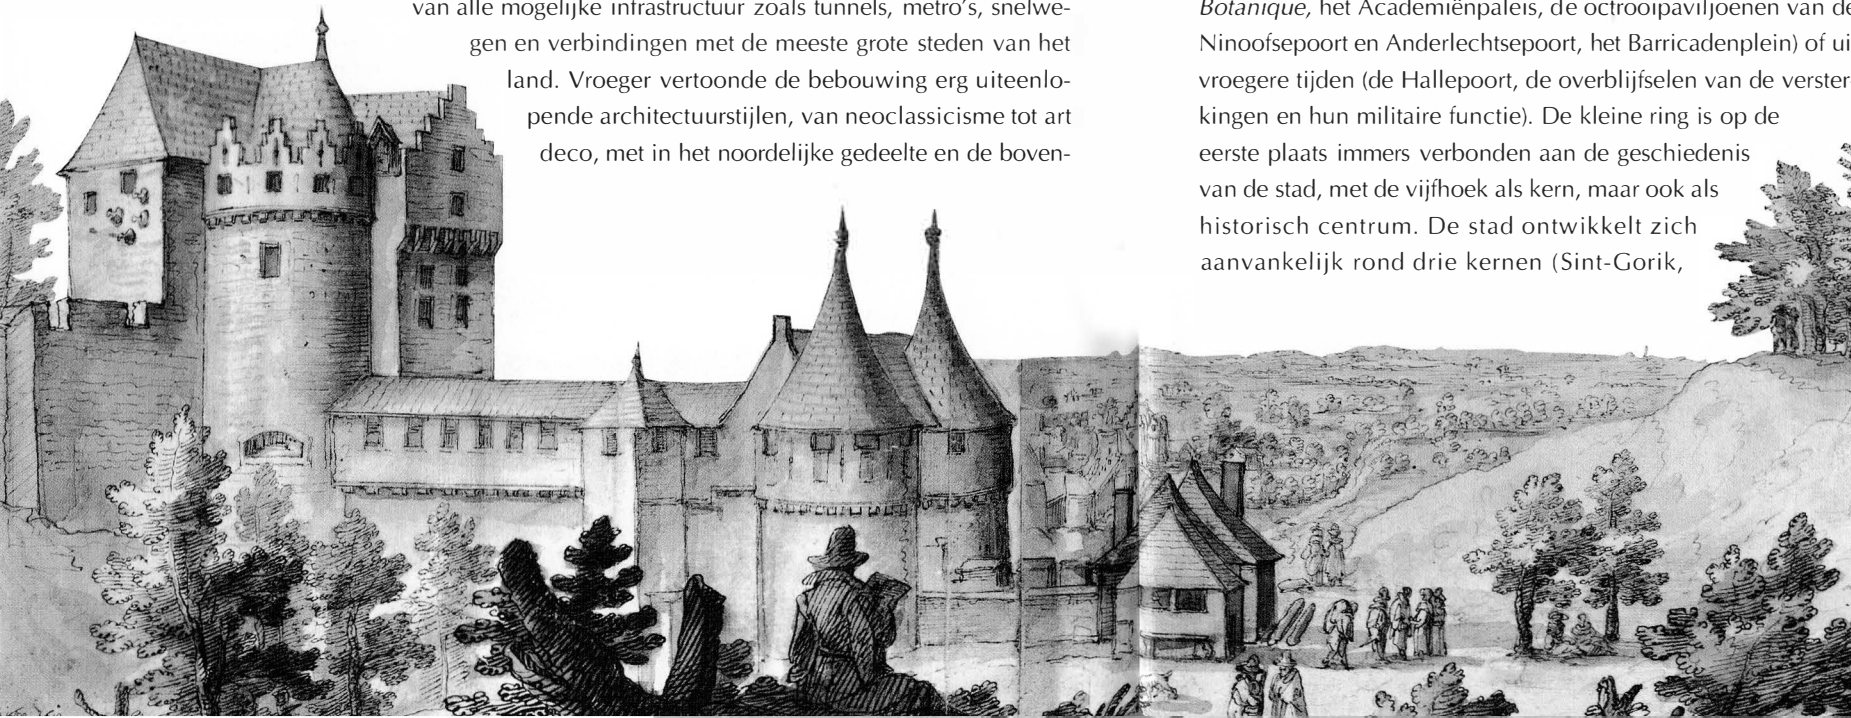 van alle mogelijke infrastructuur zoals tunnels, metro's, snelwe-
gen en verbindingen met de meeste grote steden van het
land. Vroeger vertoonde de bebouwing erg uiteenlo-
pende architectuurstijlen, van neoclassicisme tot art
deco, met in het noordelijke gedeelte en de boven-
Botanique, het Academiënpaleis, de octrooipaviljoenen van de
Ninoofsepoort en Anderlechtsepoort, het Barricadenplein) of ui
vroegere tijden (de Hallepoort, de overblijfselen van de verster-
kingen en hun militaire functie). De kleine ring is op de
eerste plaats immers verbonden aan de geschiedenis
van de stad, met de vijfhoek als kern, maar ook als
historisch centrum. De stad ontwikkelt zich
aanvankelijk rond drie kernen (Sint-Gorik,